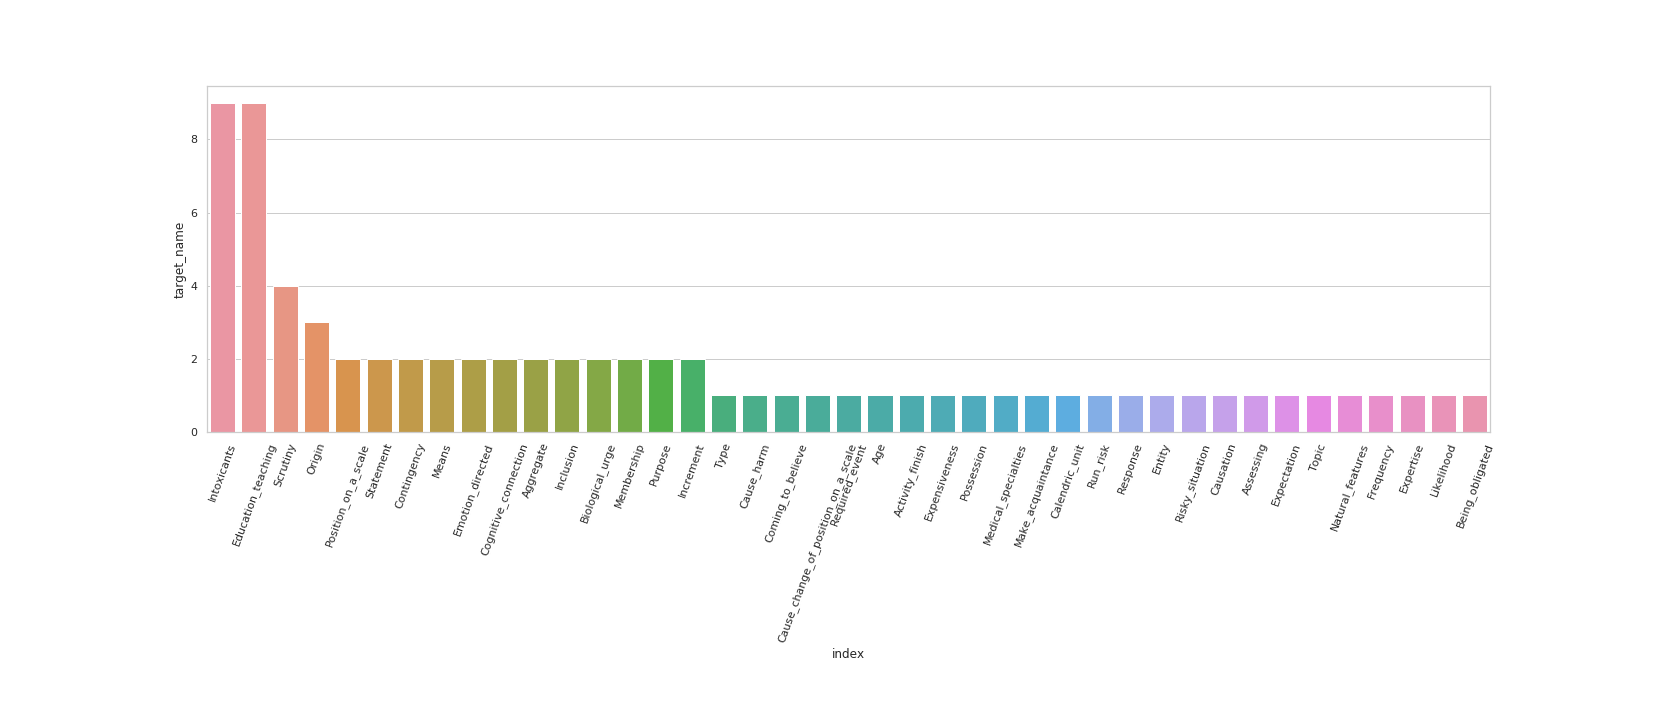 8
6
4
2
0
target_name
Intoxicants
Education_teaching
Scrutiny
Origin
Position_on_a_scale
Statement
Contingency
Means
Emotion_directed
Cognitive_connection
Aggregate
Inclusion
Biological_urge
Membership
Purpose
Increment
Type
Cause_harm
Coming_to_believe
Cause_change_of_position_on_a_scale
Required_event
Age
Activity_finish
Expensiveness
Possession
Medical_specialties
Make_acquaintance
Calendric_unit
Run_risk
Response
Entity
Risky_situation
Causation
Assessing
Expectation
Topic
Natural_features
Frequency
Expertise
Likelihood
Being_obligated
index